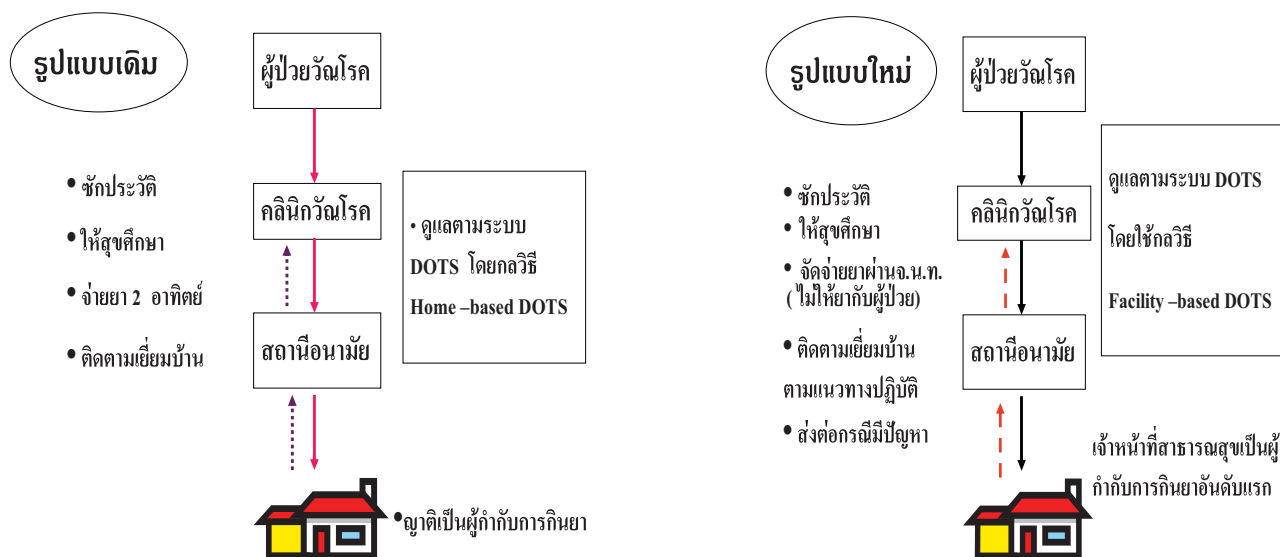 รูปแบบเดิม
ผู้ป่วยวัณโรค
• ซักประวัติ
• ให้สุขศึกษา
• จ่ายยา 2 อาทิตย์
• ติดตามเยี่ยมบ้าน
คลินิกวัณโรค
สถานีอนามัย
• ดูแลตามระบบ
DOTS โดยกลวิธี
Home –based DOTS
•ญาติเป็นผู้กำกับการกินยา
รูปแบบใหม่
ผู้ป่วยวัณโรค
• ซักประวัติ
• ให้สุขศึกษา
• จัดจ่ายยาผ่านจ.น.ท.
( ไม่ให้ยากับผู้ป่วย)
• ติดตามเยี่ยมบ้าน
ตามแนวทางปฏิบัติ
• ส่งต่อกรณีมีปัญหา
คลินิกวัณโรค
สถานีอนามัย
ดูแลตามระบบ DOTS
โดยใช้กลวิธี
Facility –based DOTS
เจ้าหน้าที่สาธารณสุขเป็นผู้
กำกับการกินยาอันดับแรก